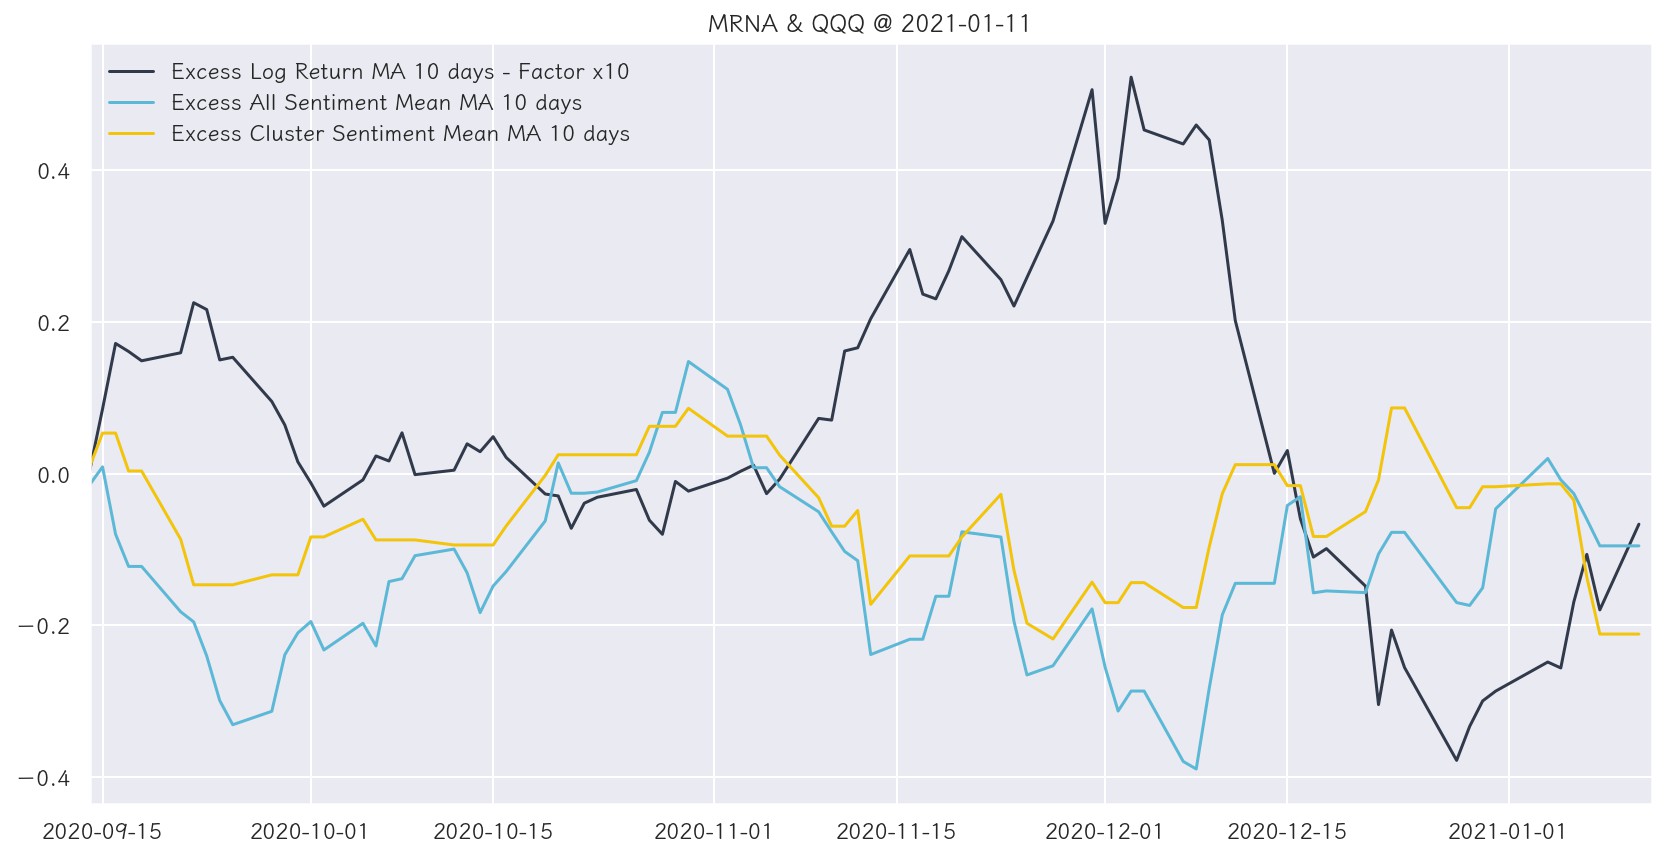 MRNA & QQQ @ 2021-01-11
Excess Log Return MA 10 days - Factor x10
Excess All Sentiment Mean MA 10 days
Excess Cluster Sentiment Mean MA 10 days
0.4
0.2
0.0
−0.2
−0.4
2020-09-15 2020-10-01 2020-10-15 2020-11-01 2020-11-15 2020-12-01 2020-12-15 2021-01-01